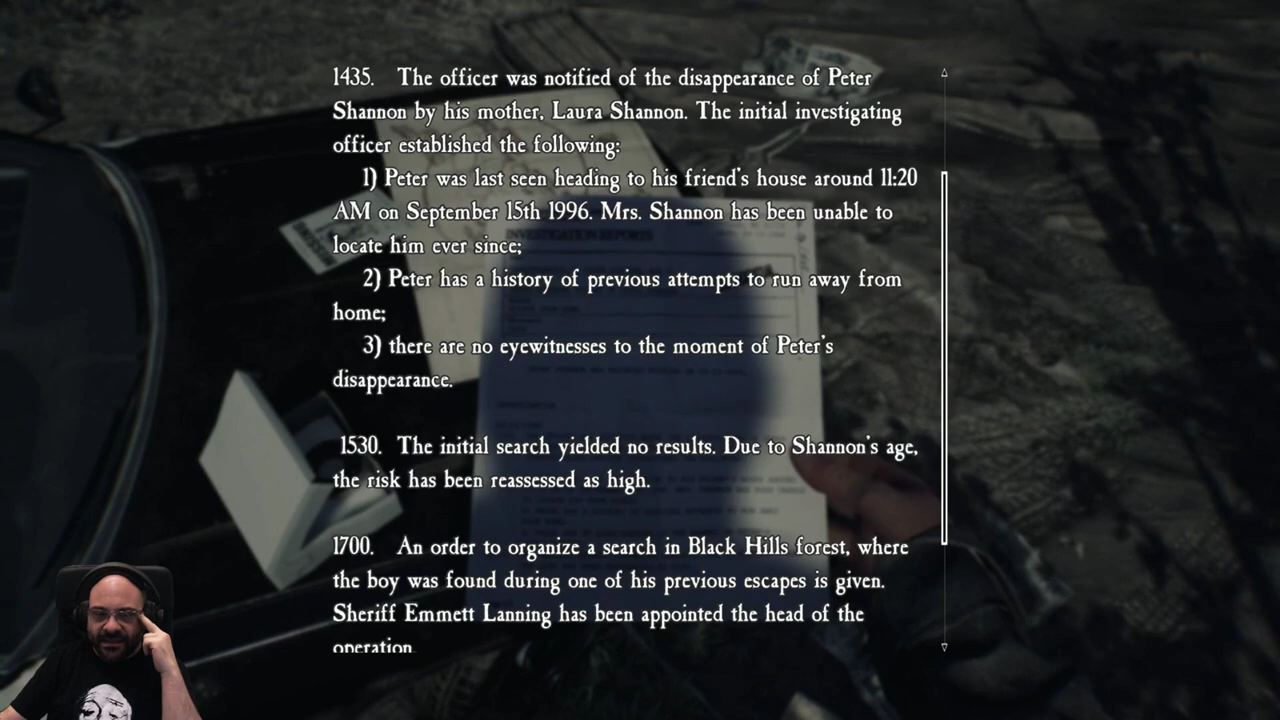 1435. The officer was notified of the disappearance of Peter
Shannon by his mother, Laura Shannon. The initial investigating
officer established the following:
1) Peter was last seen heading to his friend's house around 11:20
AM on September 15th 1996. Mrs. Shannon has been unable to
locate him ever since;
2) Peter has a history of previous attempts to run away from
home;
3) there are no eyewitnesses to the moment of Peter's
disappearance.
1530. The initial search yielded no results. Due to Shannon's age,
the risk has been reassessed as high.
1700. An order to organize a search in Black Hills forest, where
the boy was found during one of his previous escapes is given.
Sheriff Emmett Lanning has been appointed the head of the
operation.
INVESTIGATION REPORTS